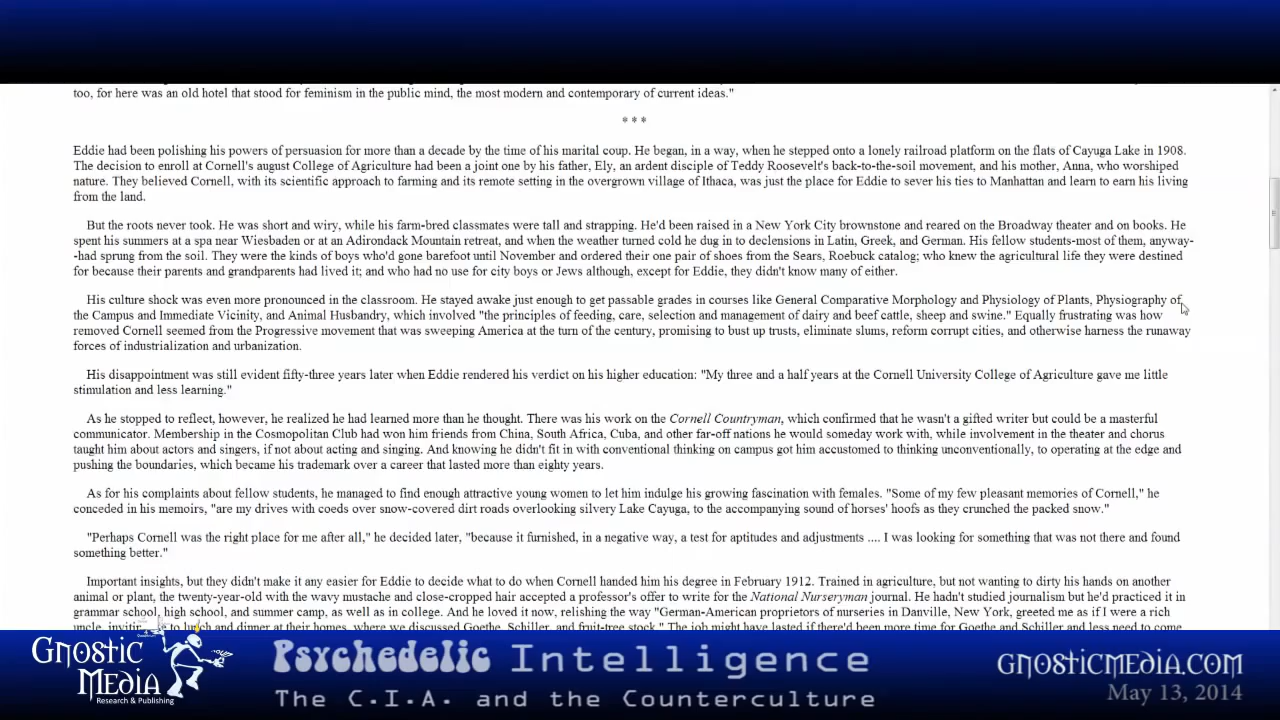 too, for here was an old hotel that stood for feminism in the public mind, the most modern and contemporary of current ideas."
* * *
Eddie had been polishing his powers of persuasion for more than a decade by the time of his marital coup. He began, in a way, when he stepped onto a lonely railroad platform on the flats of Cayuga Lake in 1908.
The decision to enroll at Cornell's august College of Agriculture had been a joint one by his father, Ely, an ardent disciple of Teddy Roosevelt's back-to-the-soil movement, and his mother, Anna, who worshiped
nature. They believed Cornell, with its scientific approach to farming and its remote setting in the overgrown village of Ithaca, was just the place for Eddie to sever his ties to Manhattan and learn to earn his living
from the land.
But the roots never took. He was short and wiry, while his farm-bred classmates were tall and strapping. He'd been raised in a New York City brownstone and reared on the Broadway theater and on books. He
spent his summers at a spa near Wiesbaden or at an Adirondack Mountain retreat, and when the weather turned cold he dug in to declensions in Latin, Greek, and German. His fellow students-most of them, anyway-
-had sprung from the soil. They were the kinds of boys who'd gone barefoot until November and ordered their one pair of shoes from the Sears, Roebuck catalog; who knew the agricultural life they were destined
for because their parents and grandparents had lived it; and who had no use for city boys or Jews although, except for Eddie, they didn't know many of either.
His culture shock was even more pronounced in the classroom. He stayed awake just enough to get passable grades in courses like General Comparative Morphology and Physiology of Plants, Physiography of
the Campus and Immediate Vicinity, and Animal Husbandry, which involved "the principles of feeding, care, selection and management of dairy and beef cattle, sheep and swine." Equally frustrating was how
removed Cornell seemed from the Progressive movement that was sweeping America at the turn of the century, promising to bust up trusts, eliminate slums, reform corrupt cities, and otherwise harness the runaway
forces of industrialization and urbanization.
His disappointment was still evident fifty-three years later when Eddie rendered his verdict on his higher education: "My three and a half years at the Cornell University College of Agriculture gave me little
stimulation and less learning."
As he stopped to reflect, however, he realized he had learned more than he thought. There was his work on the Cornell Countryman, which confirmed that he wasn't a gifted writer but could be a masterful
communicator. Membership in the Cosmopolitan Club had won him friends from China, South Africa, Cuba, and other far-off nations he would someday work with, while involvement in the theater and chorus
taught him about actors and singers, if not about acting and singing. And knowing he didn't fit in with conventional thinking on campus got him accustomed to thinking unconventionally, to operating at the edge and
pushing the boundaries, which became his trademark over a career that lasted more than eighty years.
As for his complaints about fellow students, he managed to find enough attractive young women to let him indulge his growing fascination with females. "Some of my few pleasant memories of Cornell," he
conceded in his memoirs, "are my drives with coeds over snow-covered dirt roads overlooking silvery Lake Cayuga, to the accompanying sound of horses' hoofs as they crunched the packed snow."
"Perhaps Cornell was the right place for me after all," he decided later, "because it furnished, in a negative way, a test for aptitudes and adjustments .... I was looking for something that was not there and found
something better."
Important insights, but they didn't make it any easier for Eddie to decide what to do when Cornell handed him his degree in February 1912. Trained in agriculture, but not wanting to dirty his hands on another
animal or plant, the twenty-year-old with the wavy mustache and close-cropped hair accepted a professor's offer to write for the National Nurseryman journal. He hadn't studied journalism but he'd practiced it in
grammar school, high school, and summer camp, as well as in college. And he loved it now, relishing the way "German-American proprietors of nurseries in Danville, New York, greeted me as if I were a rich
to lunch and dinner at their homes, where we discussed Goethe, Schiller, and fruit-tree stock." The job might have lasted if there'd been more time for Goethe and Schiller and less need to come
Gnostic Media
Research & Publishing
Psychedelic Intelligence
The C.I.A. and the Counterculture
GNOSTICMEDIA.COM
May 13, 2014